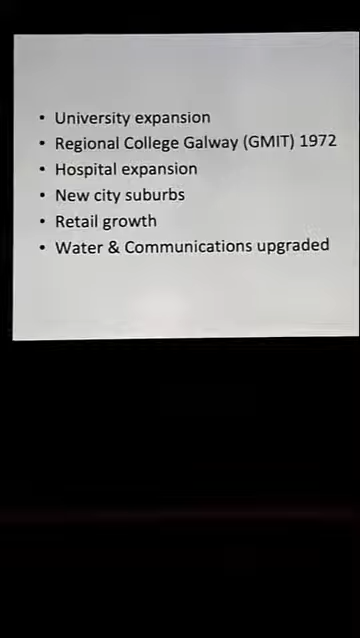 • University expansion
• Regional College Galway (GMIT) 1972
• Hospital expansion
• New city suburbs
• Retail growth
• Water & Communications upgraded